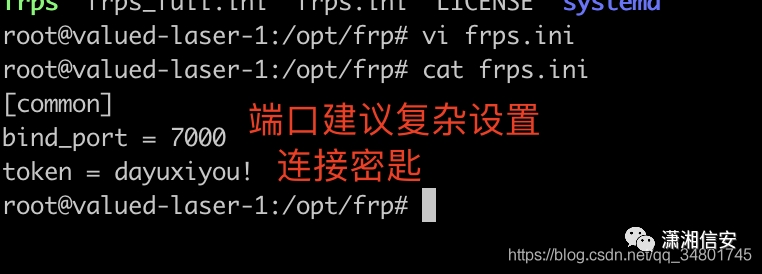 frps frps_full.ini frps.ini LICENSE systemd
root@valued-laser-1:/opt/frp# vi frps.ini
root@valued-laser-1:/opt/frp# cat frps.ini
[common]
bind_port = 7000 端口建议复杂设置
token = dayuxiyou! 连接密匙
root@valued-laser-1:/opt/frp#
潇湘信安
https://blog.csdn.net/qq_34801745